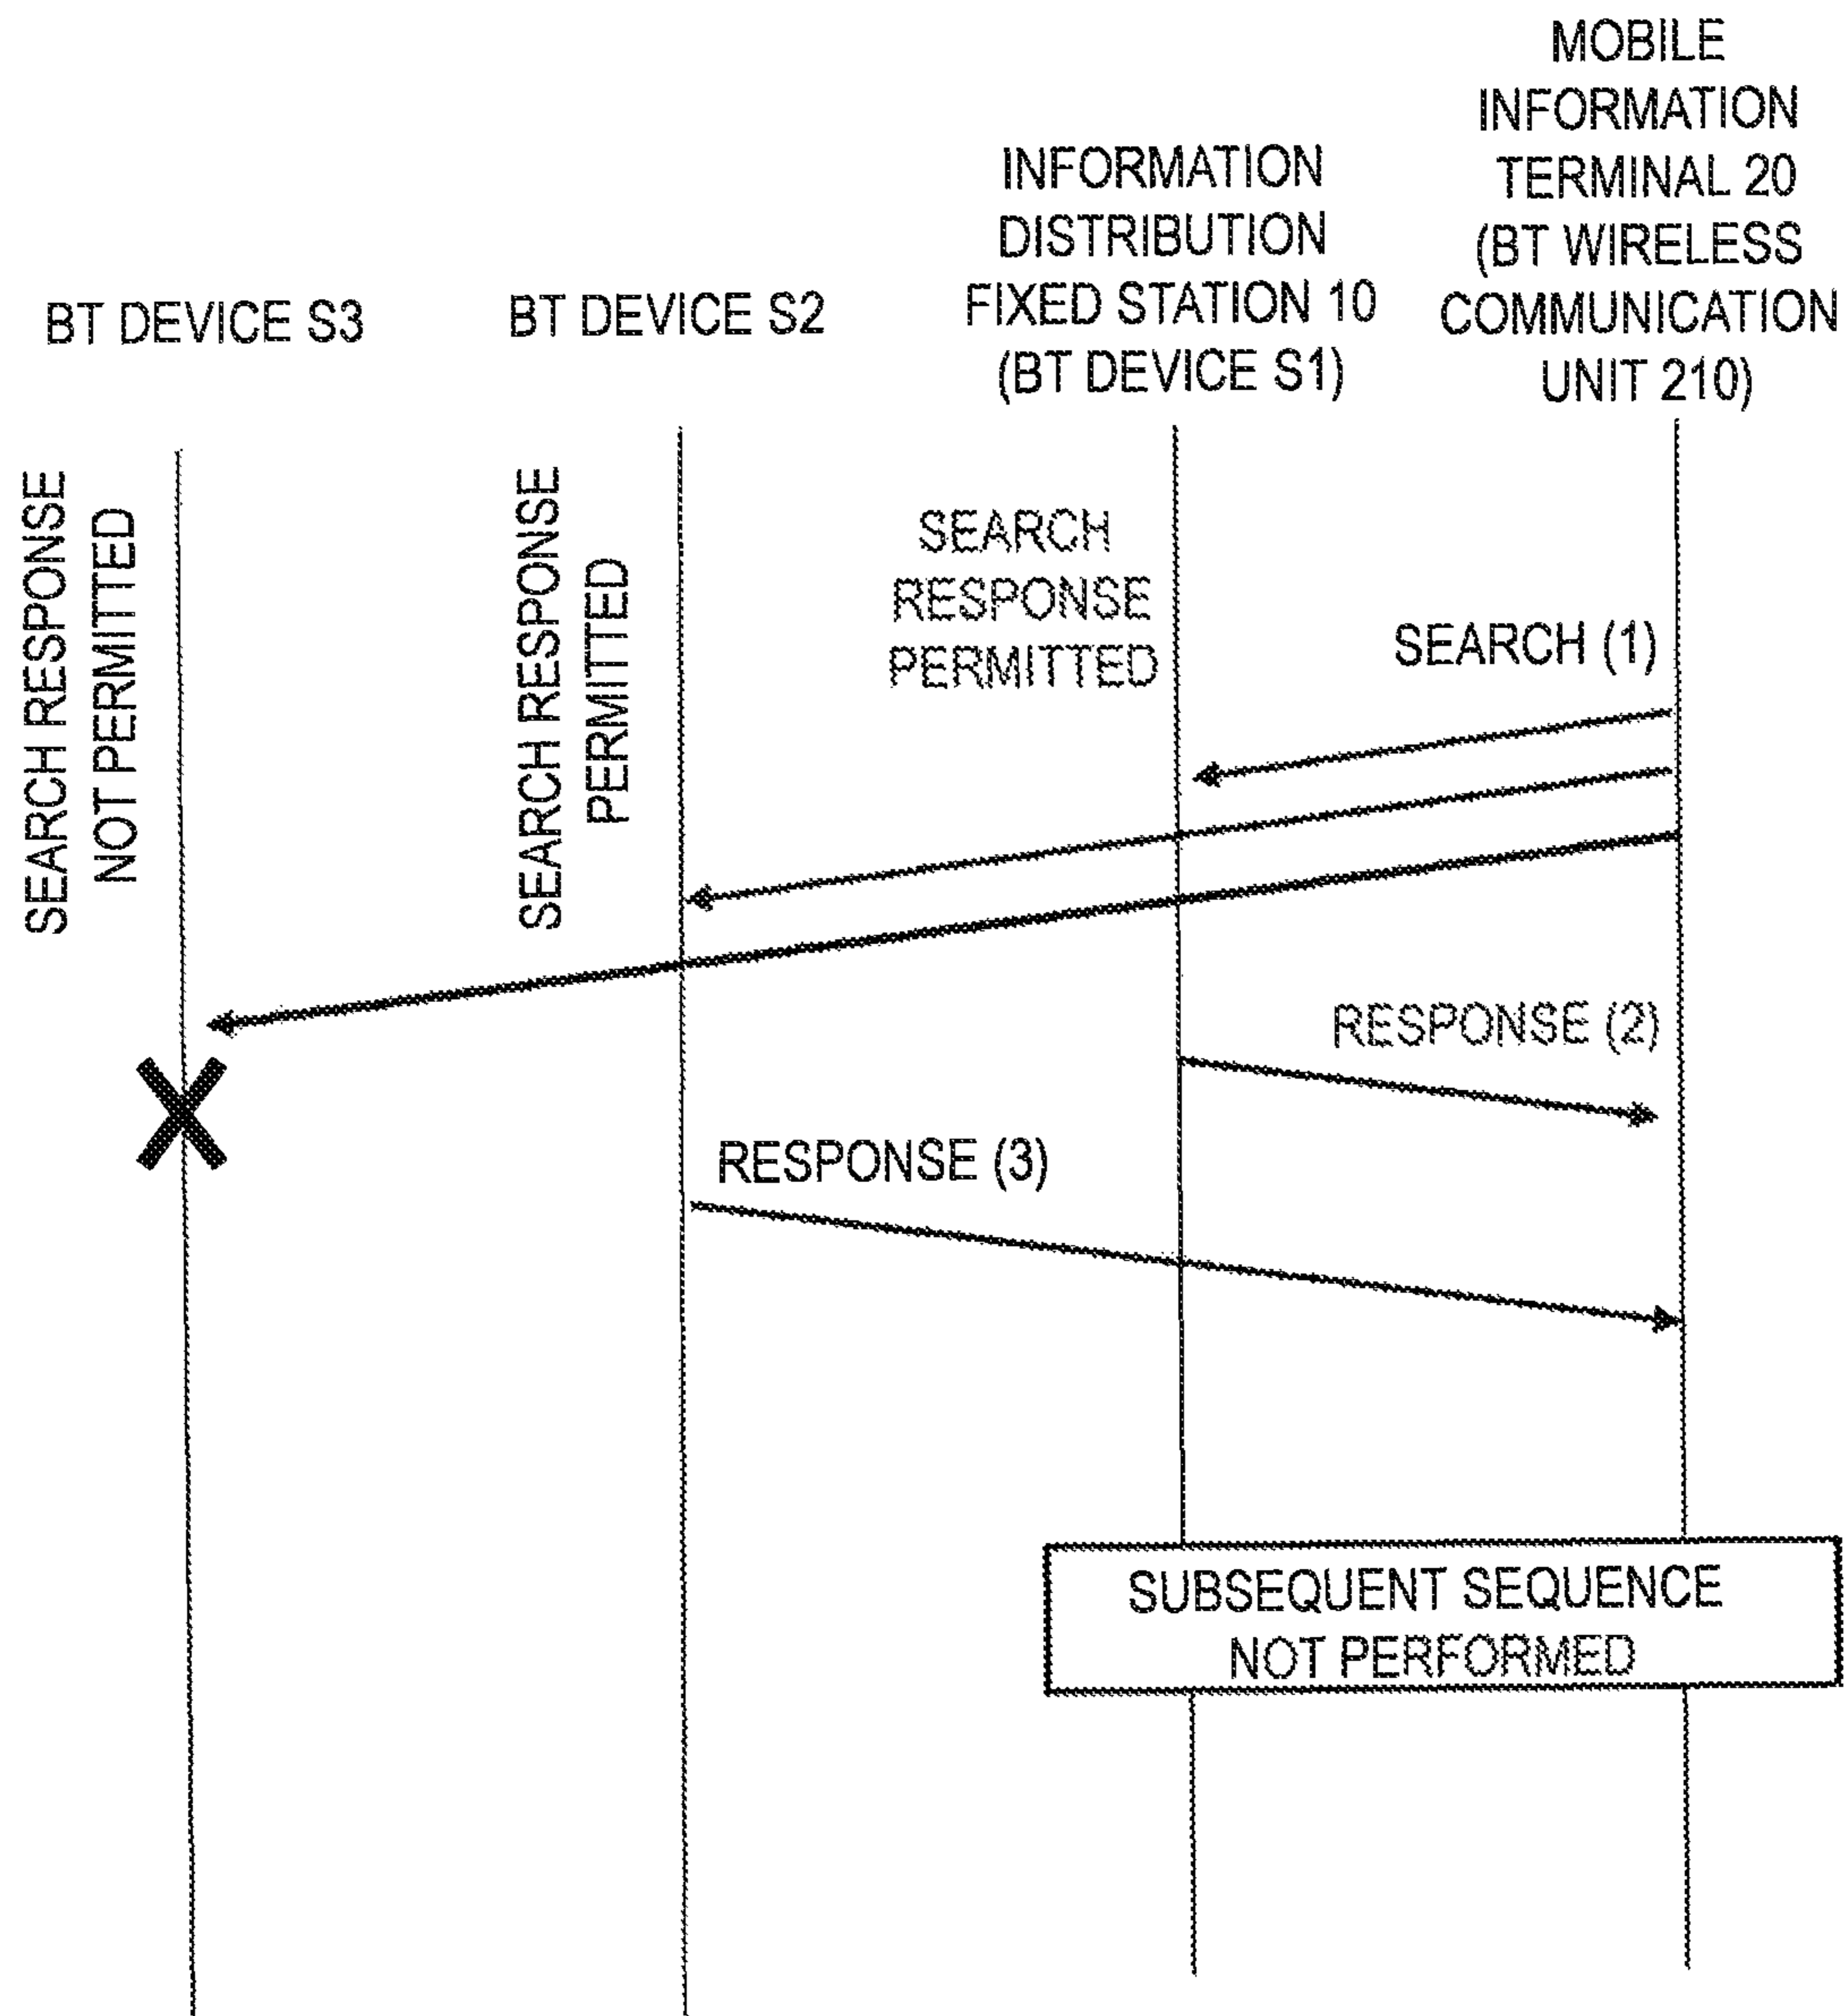 BT DEVICE S3
BT DEVICE S2
INFORMATION
DISTRIBUTION
FIXED STATION 10
(BT DEVICE S1)
MOBILE
INFORMATION
TERMINAL 20
(BT WIRELESS
COMMUNICATION
UNIT 210)
SEARCH RESPONSE
NOT PERMITTED
SEARCH RESPONSE
PERMITTED
SEARCH
RESPONSE
PERMITTED
SEARCH (1)
RESPONSE (2)
RESPONSE (3)
SUBSEQUENT SEQUENCE
NOT PERFORMED